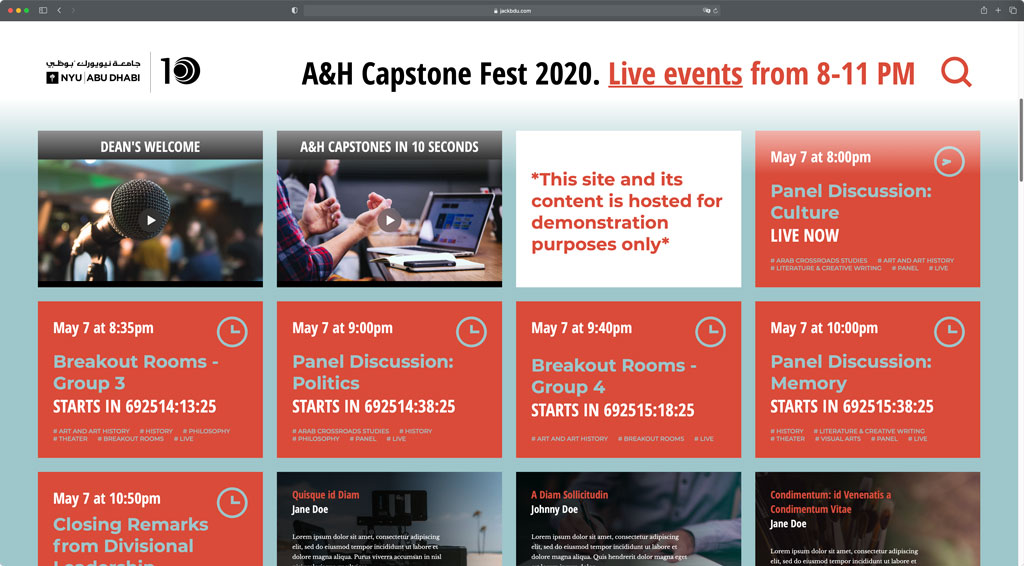 jackbdu.com
جامعة نيويورك أبوظبي
NYU | ABU DHABI
10
A&H Capstone Fest 2020. Live events from 8-11 PM
DEAN'S WELCOME
A&H CAPSTONES IN 10 SECONDS
*This site and its
content is hosted for
demonstration
purposes only*
May 7 at 8:00pm
Panel Discussion:
Culture
LIVE NOW
# ARAB CROSSROADS STUDIES # ART AND ART HISTORY
# LITERATURE & CREATIVE WRITING # PANEL # LIVE
May 7 at 8:35pm
Breakout Rooms -
Group 3
STARTS IN 692514:13:25
# ART AND ART HISTORY # HISTORY # PHILOSOPHY
# THEATER # BREAKOUT ROOMS # LIVE
May 7 at 9:00pm
Panel Discussion:
Politics
STARTS IN 692514:38:25
# ARAB CROSSROADS STUDIES # HISTORY
# PHILOSOPHY # PANEL # LIVE
May 7 at 9:40pm
Breakout Rooms -
Group 4
STARTS IN 692515:18:25
# ART AND ART HISTORY # BREAKOUT ROOMS # LIVE
May 7 at 10:00pm
Panel Discussion:
Memory
STARTS IN 692515:38:25
# HISTORY # LITERATURE & CREATIVE WRITING
# THEATER # VISUAL ARTS # PANEL # LIVE
May 7 at 10:50pm
Closing Remarks
from Divisional
Leadership
Quisque id Diam
Jane Doe
Lorem ipsum dolor sit amet, consectetur adipiscing
elit, sed do eiusmod tempor incididunt ut labore et
dolore magna aliqua. Purus viverra accumsan in nisl
A Diam Sollicitudin
Johnny Doe
Lorem ipsum dolor sit amet, consectetur adipiscing
elit, sed do eiusmod tempor incididunt ut labore et
dolore magna aliqua. Quis hendrerit dolor magna eget
Condimentum: id Venenatis a
Condimentum Vitae
Jane Doe
Lorem ipsum dolor sit amet, consectetur adipiscing
elit, sed do eiusmod tempor incididunt ut labore et